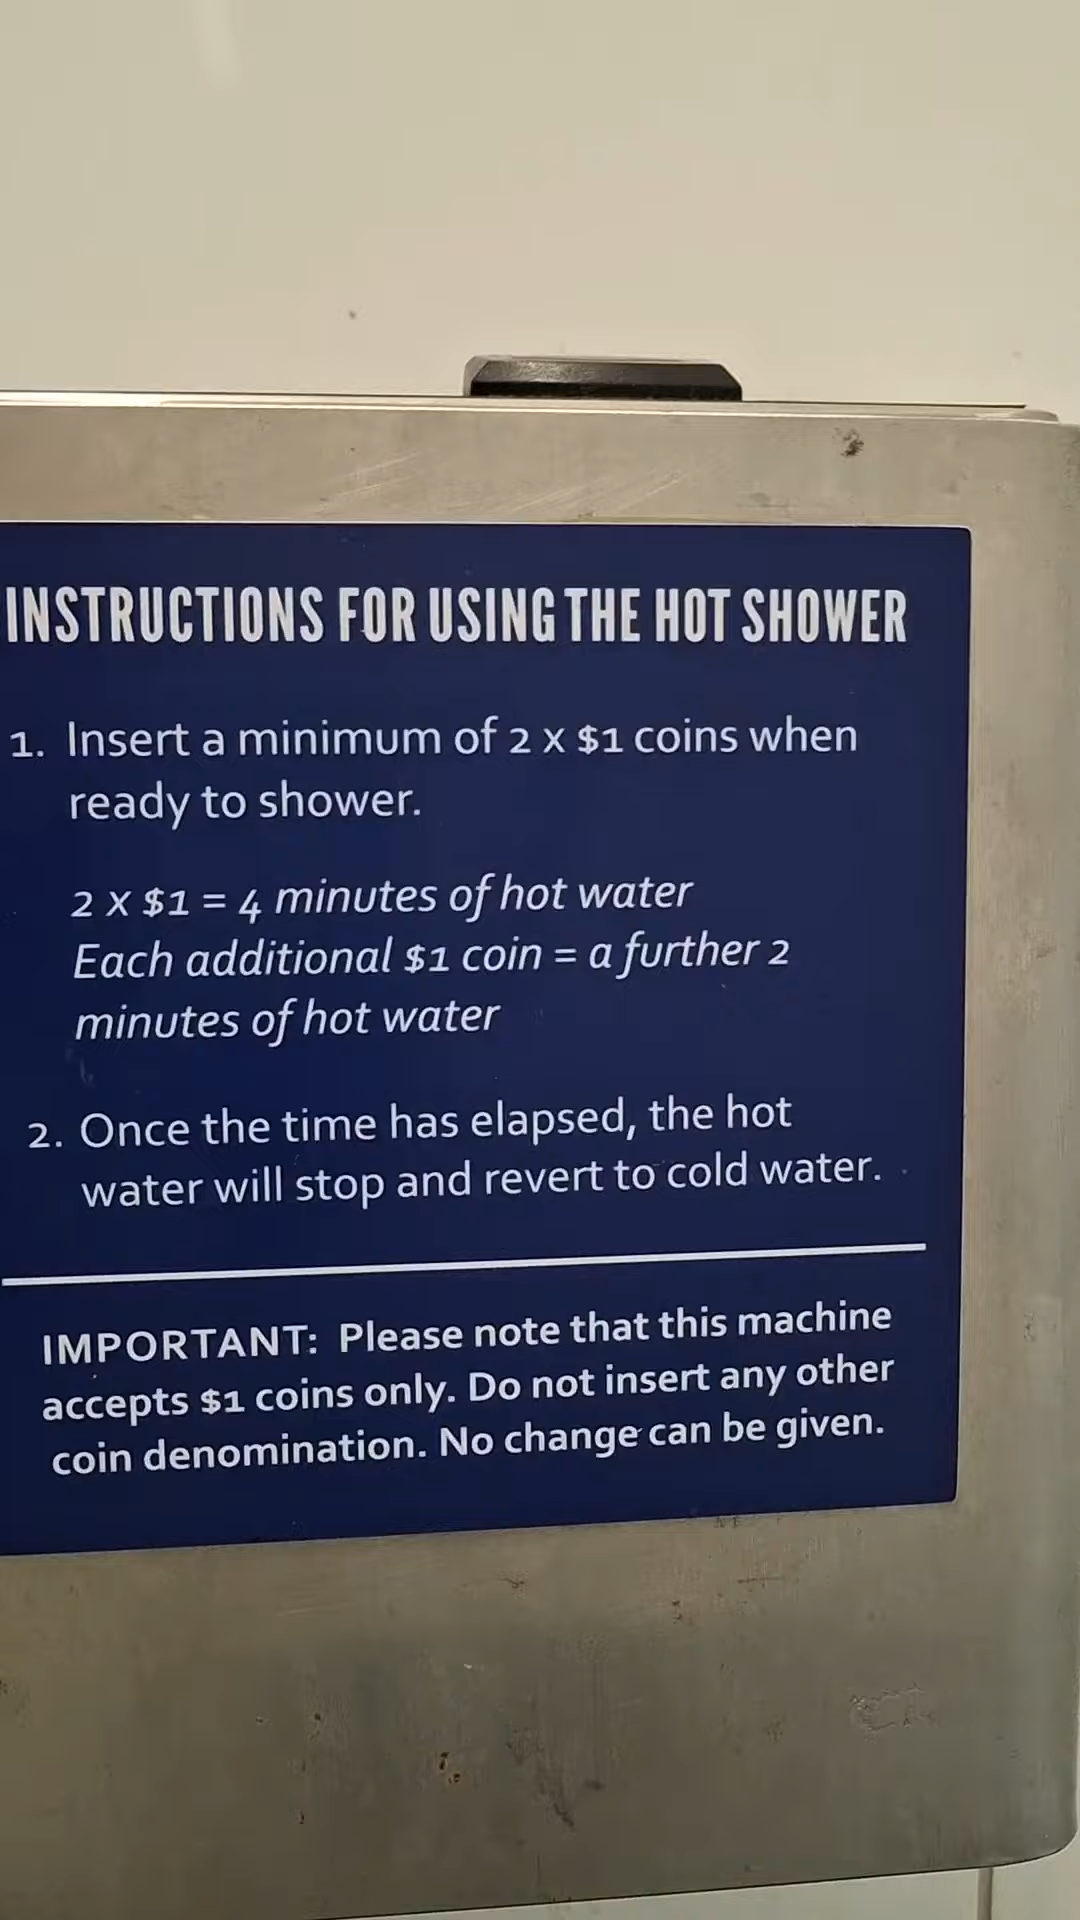 INSTRUCTIONS FOR USING THE HOT SHOWER
1. Insert a minimum of 2 x $1 coins when
ready to shower.
2 x $1 = 4 minutes of hot water
Each additional $1 coin = a further 2
minutes of hot water
2. Once the time has elapsed, the hot
water will stop and revert to cold water.
IMPORTANT: Please note that this machine
accepts $1 coins only. Do not insert any other
coin denomination. No change can be given.